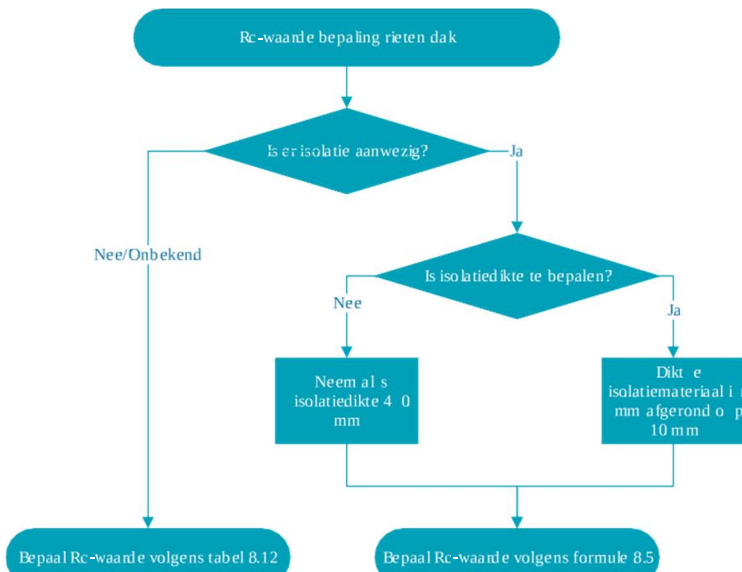 Rc-waarde bepaling rieten dak
Is er isolatie aanwezig?
Ja
Nee/Onbekend
Is isolatiedikte te bepalen?
Nee
Ja
Neem als
isolatiedikte 40
mm
Dikte
isolatiemateriaal i
mm afgerond op
10 mm
Bepaal Rc-waarde volgens tabel 8.12
Bepaal Rc-waarde volgens formule 8.5